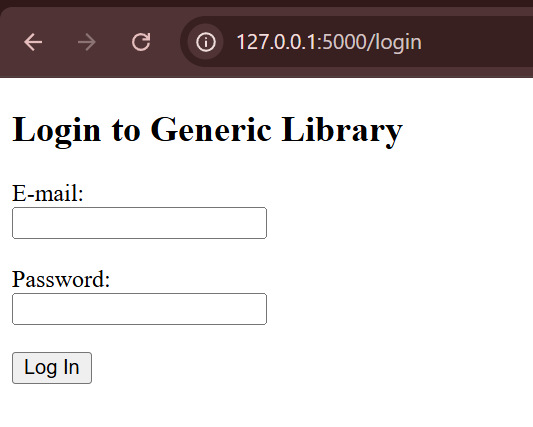 127.0.0.1:5000/login
Login to Generic Library
E-mail:
Password:
Log In